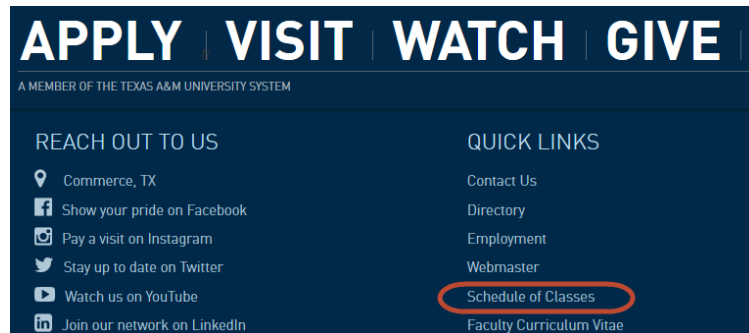 APPLY VISIT WATCH GIVE
A MEMBER OF THE TEXAS A&M UNIVERSITY SYSTEM
REACH OUT TO US
Commerce, TX
Show your pride on Facebook
Pay a visit on Instagram
Stay up to date on Twitter
Watch us on YouTube
Join our network on LinkedIn
QUICK LINKS
Contact Us
Directory
Employment
Webmaster
Schedule of Classes
Faculty Curriculum Vitae